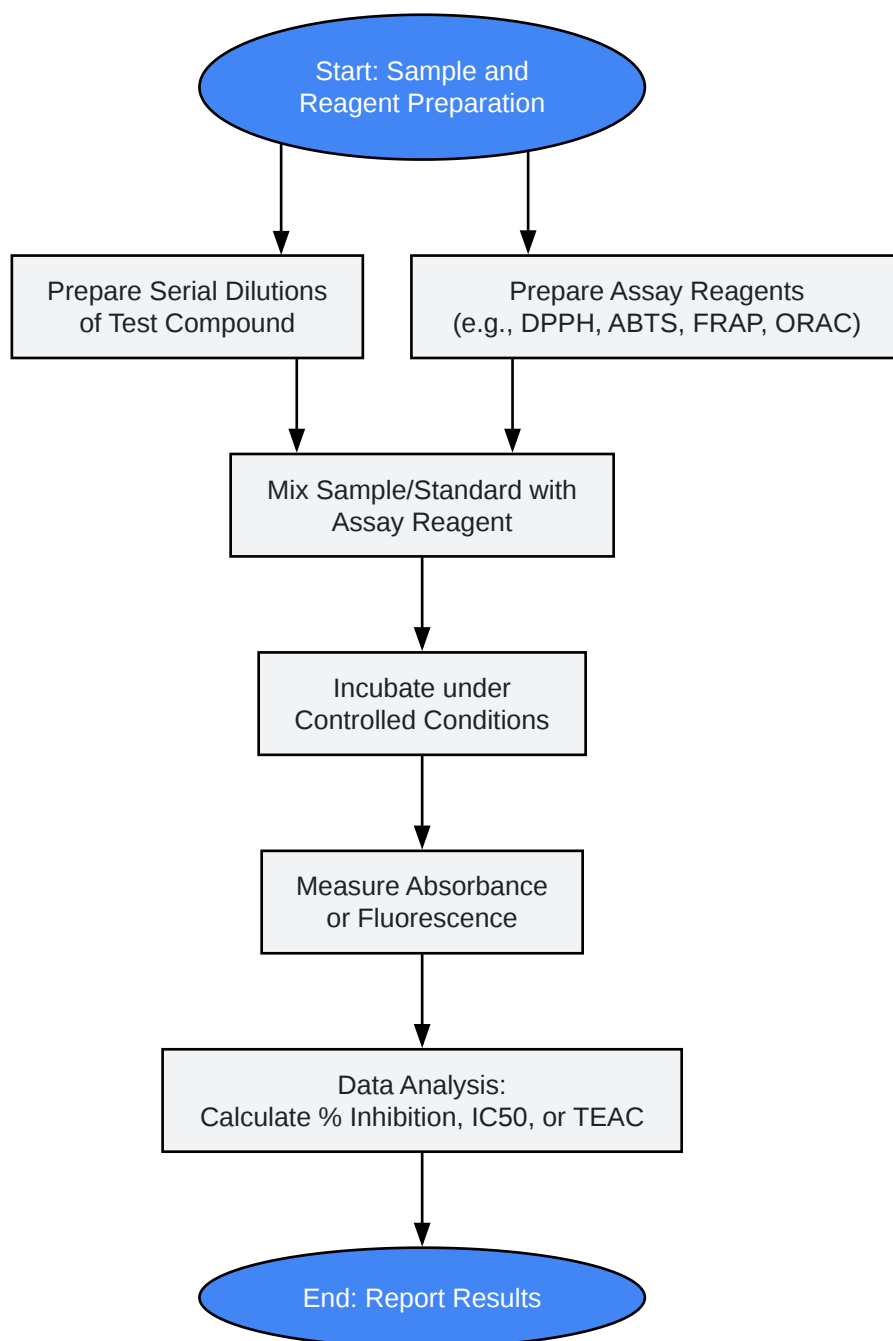 Start: Sample and
Reagent Preparation
Prepare Serial Dilutions
of Test Compound
Prepare Assay Reagents
(e.g., DPPH, ABTS, FRAP, ORAC)
Mix Sample/Standard with
Assay Reagent
Incubate under
Controlled Conditions
Measure Absorbance
or Fluorescence
Data Analysis:
Calculate % Inhibition, IC50, or TEAC
End: Report Results